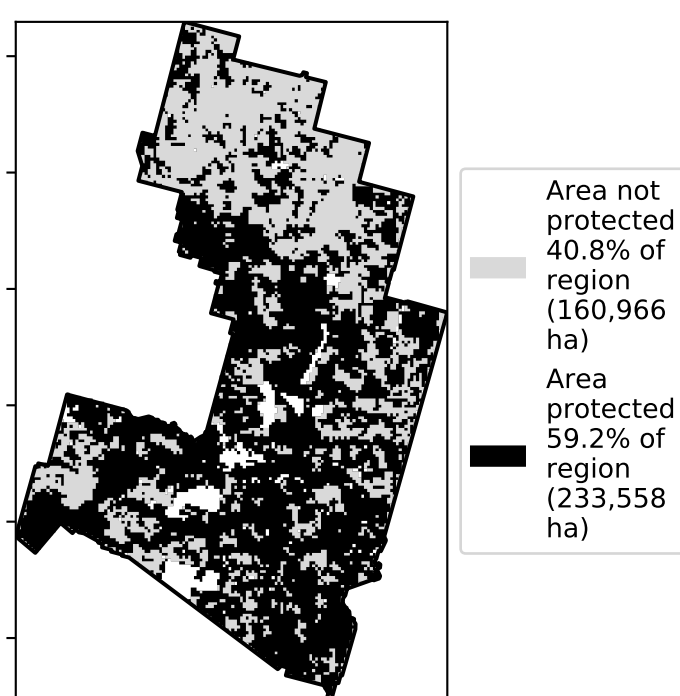 Area not
protected
40.8% of
region
(160,966
ha)
Area
protected
59.2% of
region
(233,558
ha)